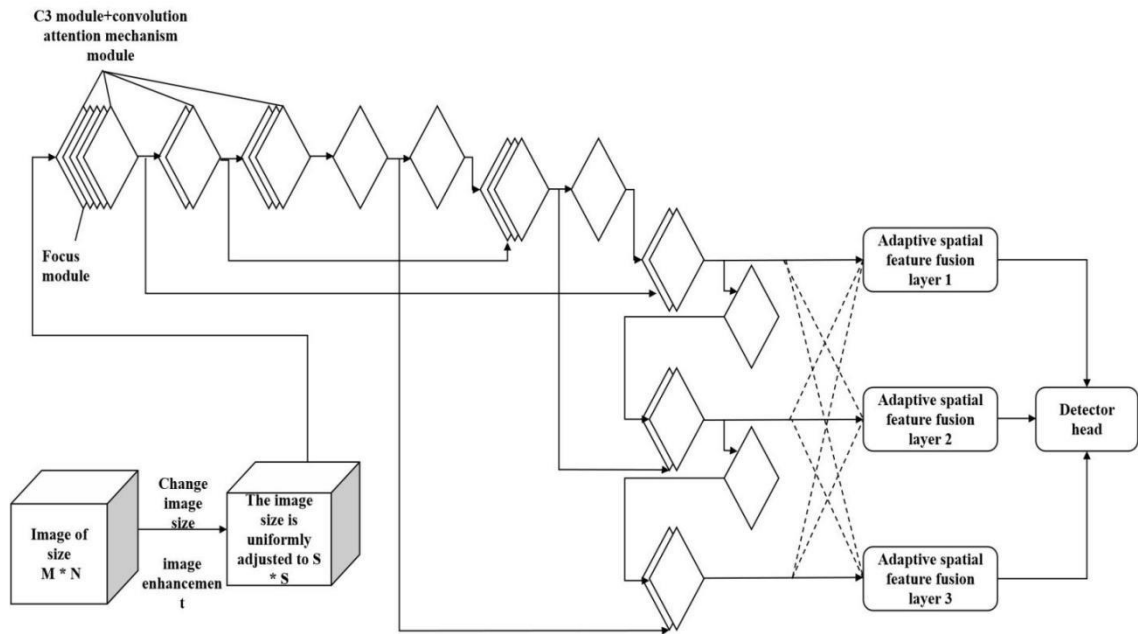 C3 module+convolution
attention mechanism
module
Focus
module
Adaptive spatial
feature fusion
layer 1
Adaptive spatial
feature fusion
layer 2
Detector
head
Adaptive spatial
feature fusion
layer 3
Image of
size
M * N
Change
image
size
image
enhancemen
t
The image
size is
uniformly
adjusted to S
* S